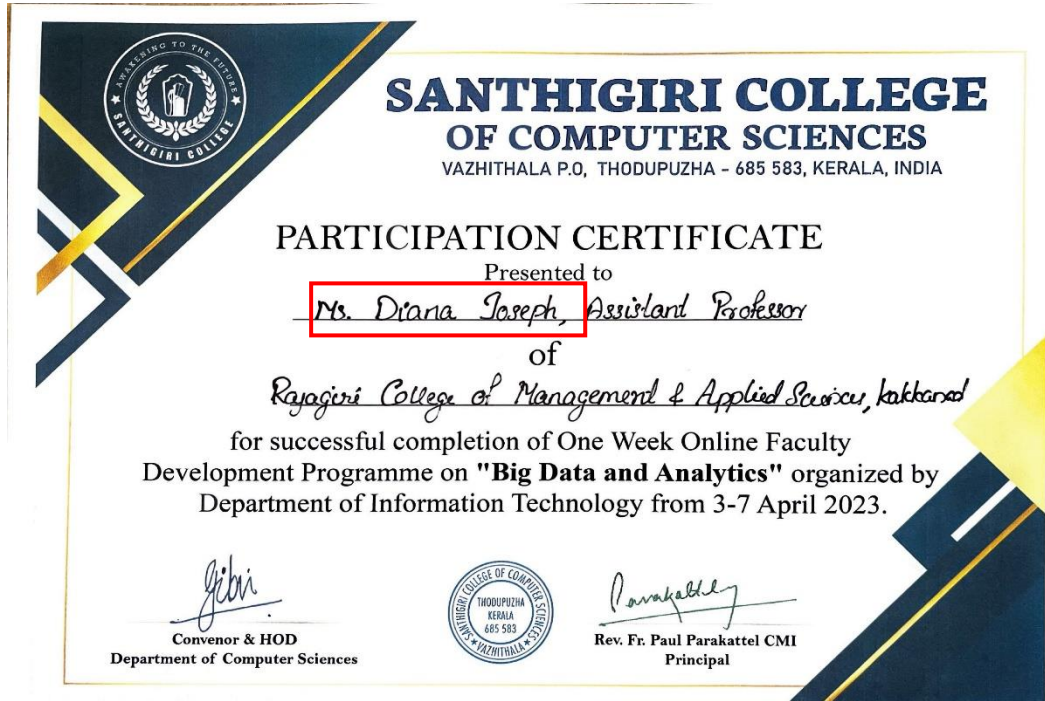 AWAKENING TO THE FUTURE
SANTHIGIRI COLLEGE
SANTHIGIRI COLLEGE
OF COMPUTER SCIENCES
VAZHITHALA P.O, THODUPUZHA - 685 583, KERALA, INDIA
PARTICIPATION CERTIFICATE
Presented to
Ms. Diana Joseph, Assistant Professor
of
Rajagiri College of Management & Applied Sciences, kakkanad
for successful completion of One Week Online Faculty
Development Programme on "Big Data and Analytics" organized by
Department of Information Technology from 3-7 April 2023.
Convenor & HOD
Department of Computer Sciences
SANTHIGIRI COLLEGE OF COMPUTER SCIENCES
VAZHITHALA
THODUPUZHA
KERALA
685 583
Parakattel
Rev. Fr. Paul Parakattel CMI
Principal